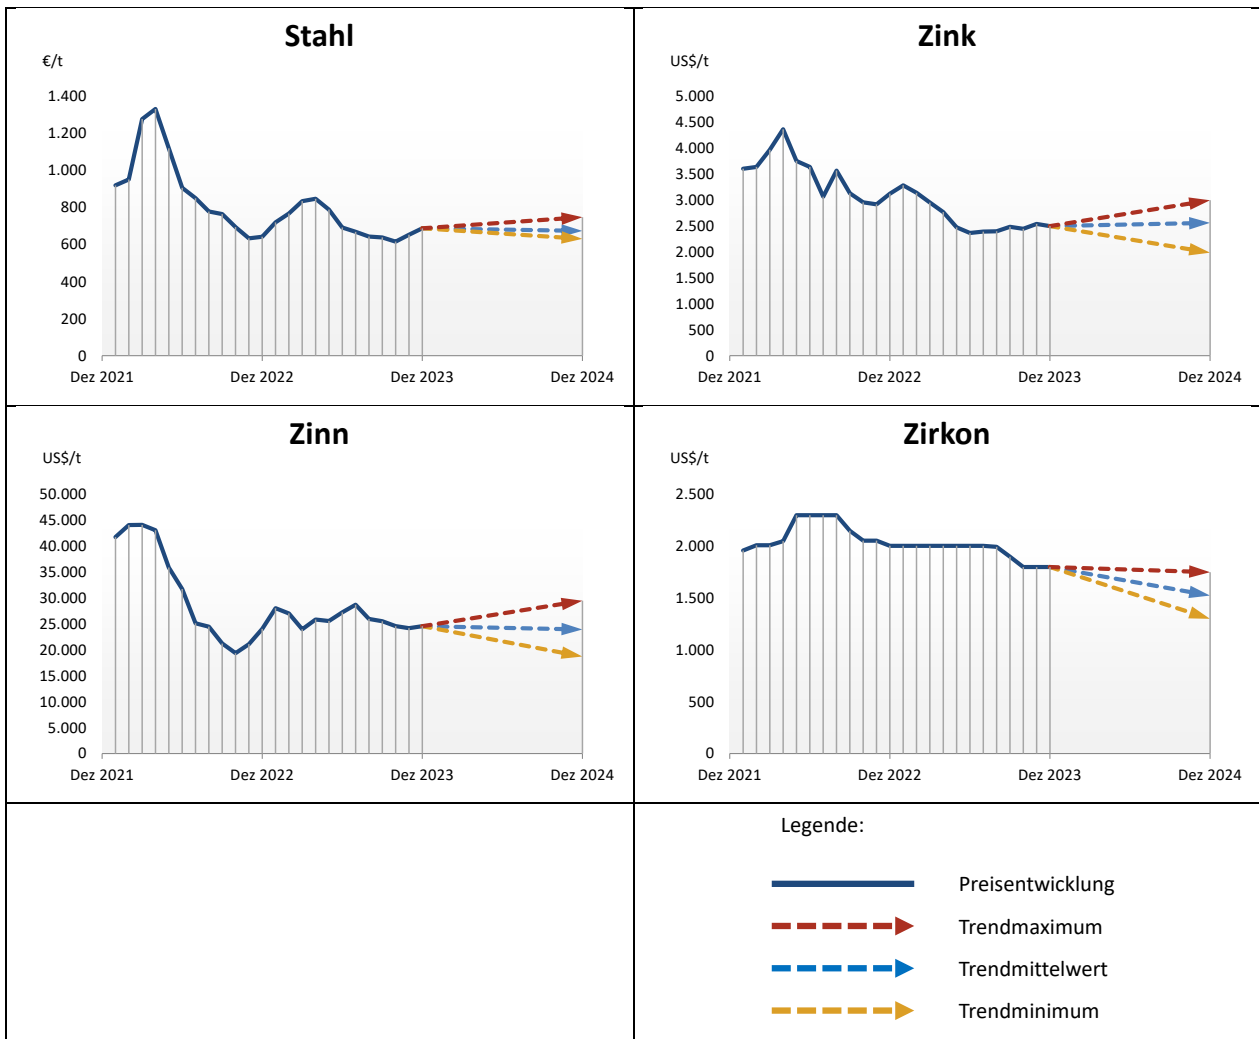 Stahl
€/t
1.400
1.200
1.000
800
600
400
200
0
Dez 2021 Dez 2022 Dez 2023 Dez 2024
Zink
US$/t
5.000
4.500
4.000
3.500
3.000
2.500
2.000
1.500
1.000
500
0
Dez 2021 Dez 2022 Dez 2023 Dez 2024
Zinn
US$/t
50.000
45.000
40.000
35.000
30.000
25.000
20.000
15.000
10.000
5.000
0
Dez 2021 Dez 2022 Dez 2023 Dez 2024
Zirkon
US$/t
2.500
2.000
1.500
1.000
500
0
Dez 2021 Dez 2022 Dez 2023 Dez 2024
Legende:
Preisentwicklung
Trendmaximum
Trendmittelwert
Trendminimum